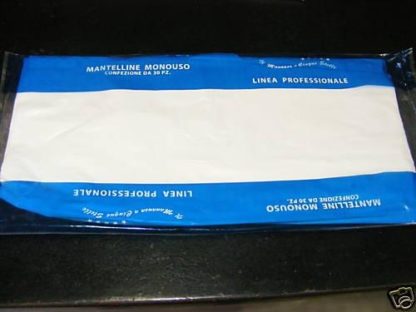 MANTELLINE MONOUSO
CONFEZIONE DA 30 PZ.
LINEA PROFESSIONALE
LINEA PROFESSIONALE
MANTELLINE MONOUSO
CONFEZIONE DA 30 PZ.